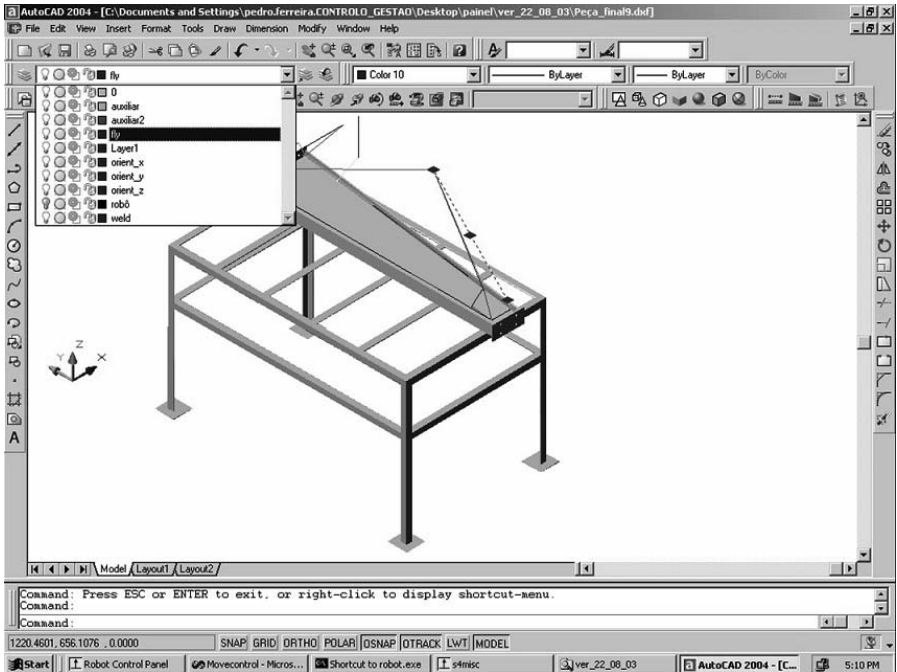 AutoCAD 2004 - [C:\Documents and Settings\pedro.ferreira.CONTROLO_GESTAO\Desktop\painel\ver_22_08_03\Peça_final9.dxf]
File Edit View Insert Format Tools Draw Dimension Modify Window Help
fly Color 10 ByLayer ByLayer ByColor
0
auxiliar
auxiliar2
fly
Layer1
orient_x
orient_y
orient_z
robô
weld
Z
Y X
A
Model Layout1 Layout2
Command: Press ESC or ENTER to exit, or right-click to display shortcut-menu.
Command:
Command:
1220.4601, 656.1076 , 0.0000 SNAP GRID ORTHO POLAR OSNAP OTRACK LWT MODEL
Start Robot Control Panel Movecontrol - Micros... Shortcut to robot.exe s4misc ver_22_08_03 AutoCAD 2004 - [C... 5:10 PM